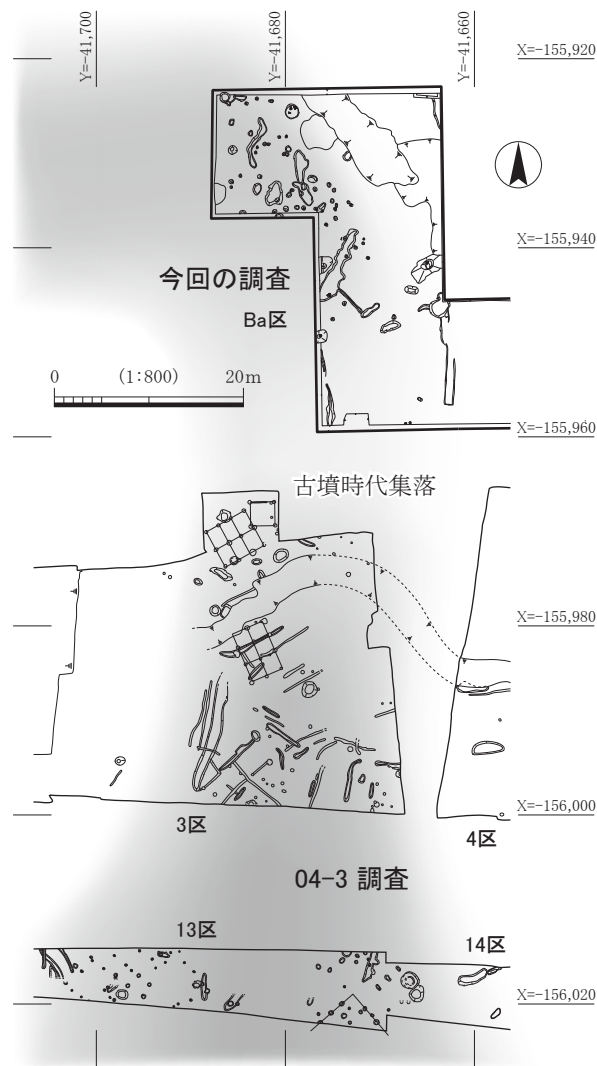 Y=-41,700
Y=-41,680
Y=-41,660
X=-155,920
X=-155,940
今回の調査
Ba区
0 (1:800) 20m
X=-155,960
古墳時代集落
X=-155,980
X=-156,000
3区
4区
04-3 調査
13区
14区
X=-156,020